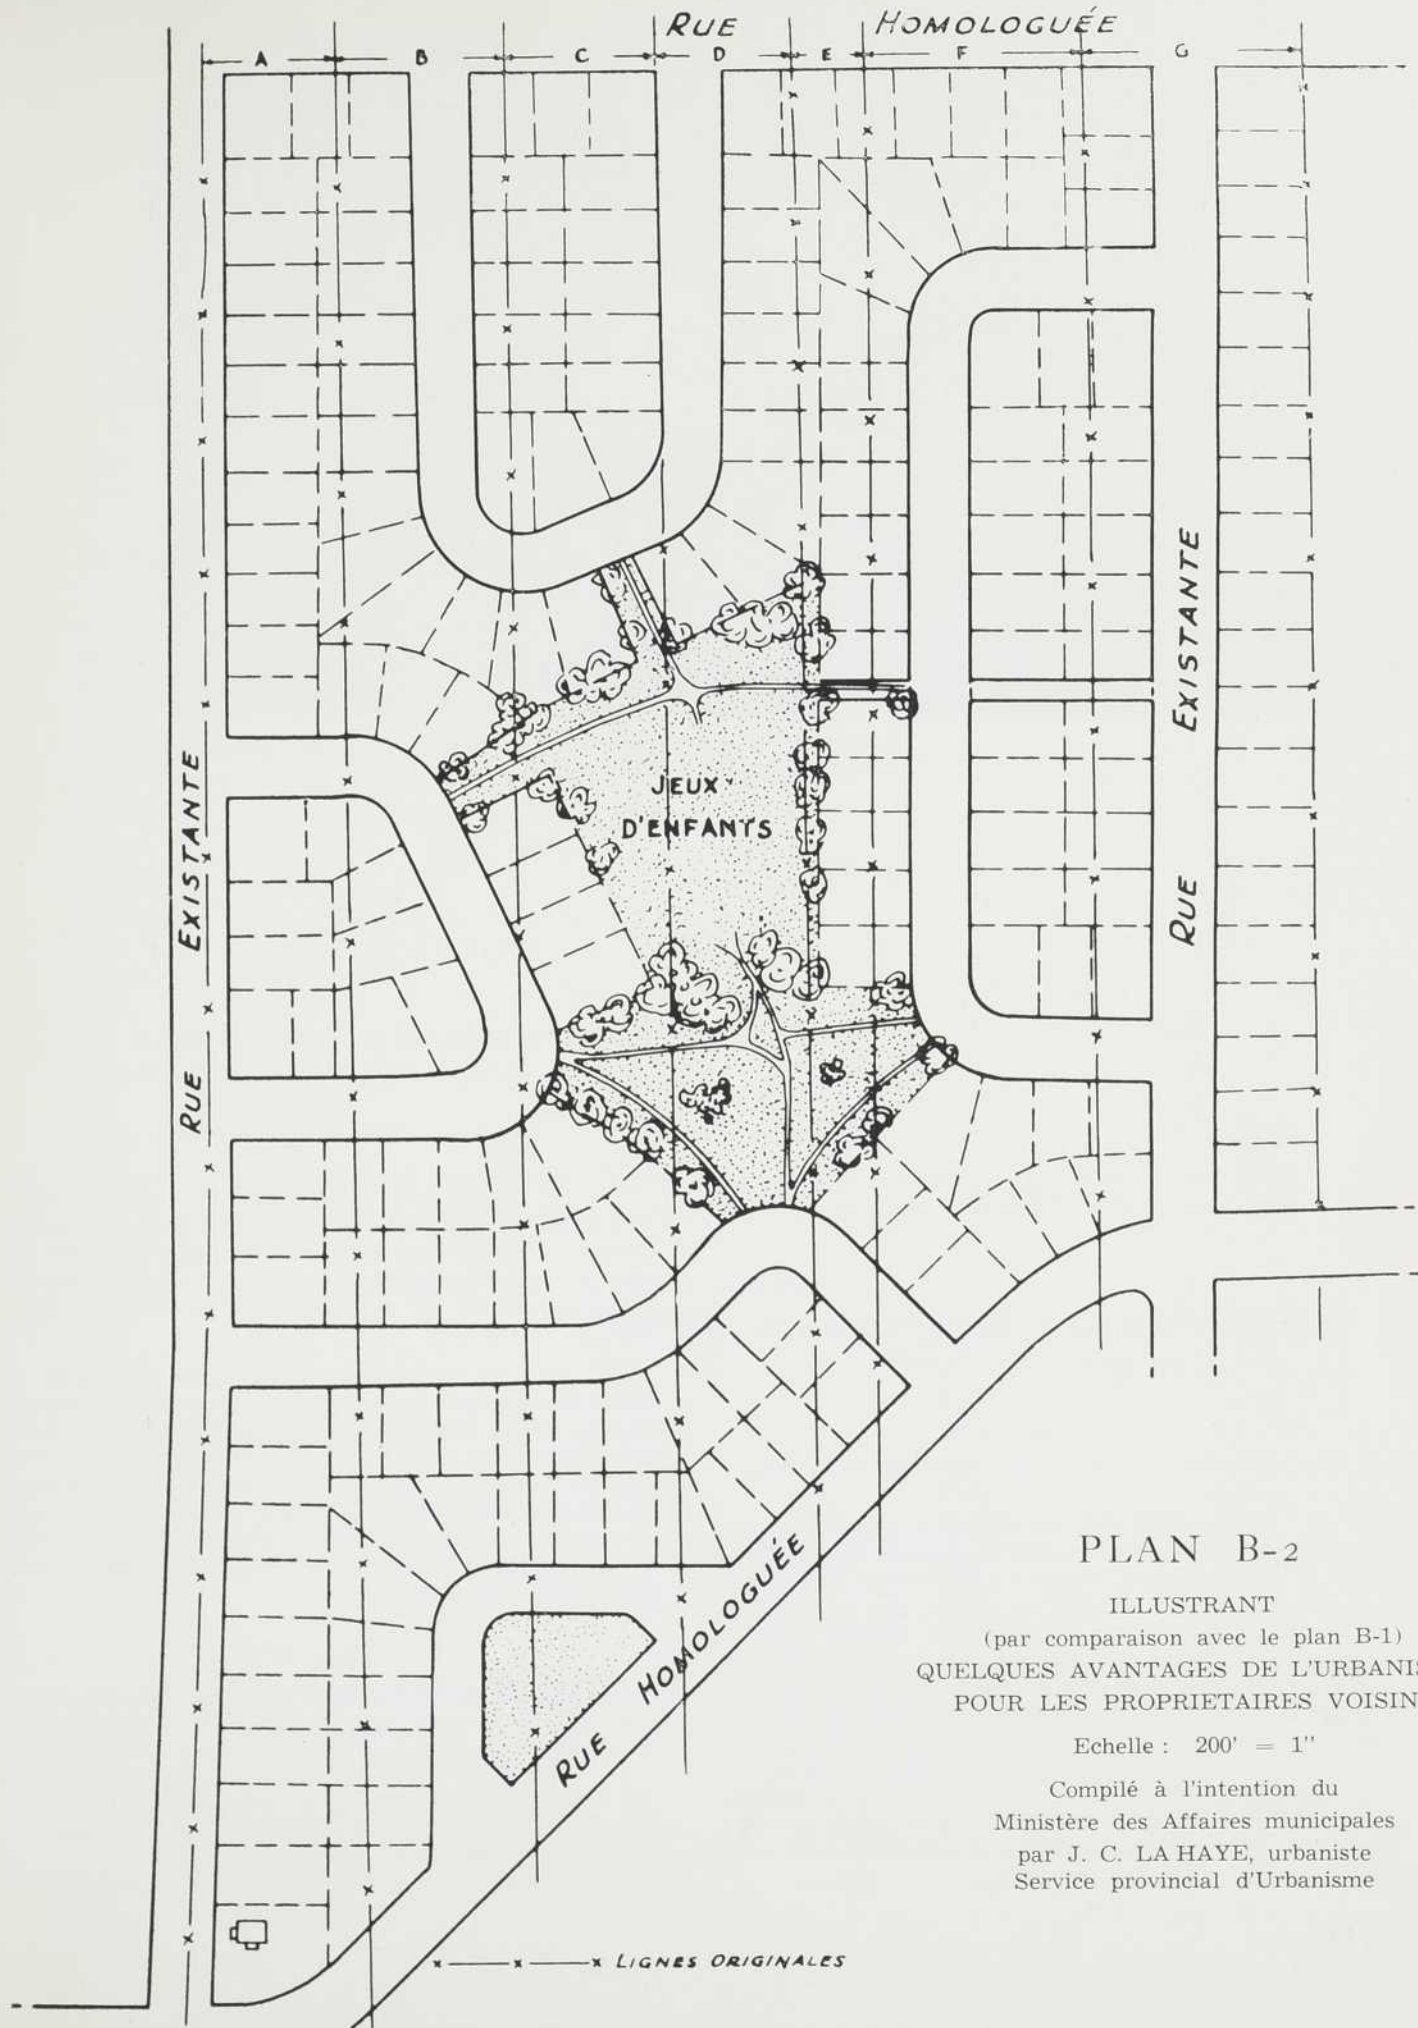 RUE HOMOLOGUÉE
A B C D E F G
RUE EXISTANTE
RUE EXISTANTE
JEUX
D'ENFANTS
RUE HOMOLOGUÉE
PLAN B-2
ILLUSTRANT
(par comparaison avec le plan B-1)
QUELQUES AVANTAGES DE L'URBANIS
POUR LES PROPRIETAIRES VOISIN
Echelle : 200' = 1"
Compilé à l'intention du
Ministère des Affaires municipales
par J. C. LA HAYE, urbaniste
Service provincial d'Urbanisme
x——x——x LIGNES ORIGINALES